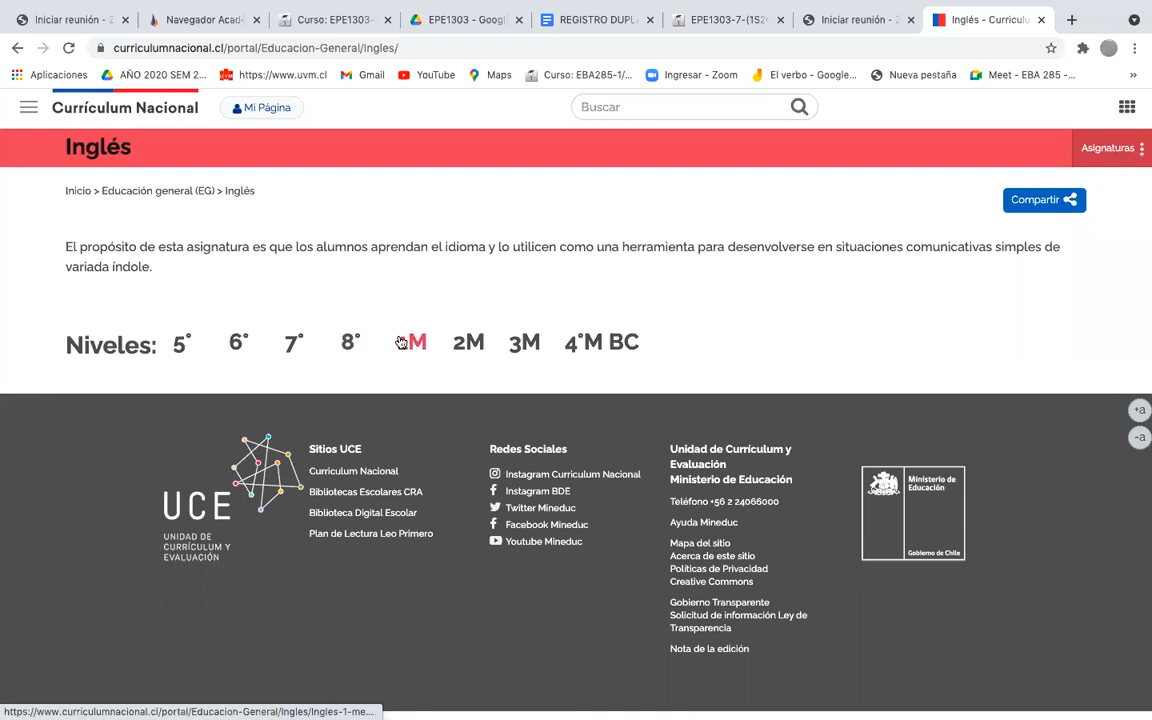 Iniciar reunión - Z
Navegador Acad
Curso: EPE1303-
EPE1303 - Googl
REGISTRO DUPL
EPE1303-7-(1S2
Iniciar reunión - Z
Inglés - Curricul
curriculumnacional.cl/portal/Educacion-General/Ingles/
Aplicaciones
AÑO 2020 SEM 2...
https://www.uvm.cl
Gmail
YouTube
Maps
Curso: EBA285-1/...
Ingresar - Zoom
El verbo - Google...
Nueva pestaña
Meet - EBA 285 -...
»
Currículum Nacional
Mi Página
Buscar
Inglés
Asignaturas
Inicio > Educación general (EG) > Inglés
Compartir
El propósito de esta asignatura es que los alumnos aprendan el idioma y lo utilicen como una herramienta para desenvolverse en situaciones comunicativas simples de
variada índole.
Niveles: 5° 6° 7° 8° 1M 2M 3M 4°M BC
+a
-a
UCE
UNIDAD DE
CURRÍCULUM Y
EVALUACIÓN
Sitios UCE
Curriculum Nacional
Bibliotecas Escolares CRA
Biblioteca Digital Escolar
Plan de Lectura Leo Primero
Redes Sociales
Instagram Curriculum Nacional
Instagram BDE
Twitter Mineduc
Facebook Mineduc
Youtube Mineduc
Unidad de Currículum y
Evaluación
Ministerio de Educación
Teléfono +56 2 24066000
Ayuda Mineduc
Mapa del sitio
Acerca de este sitio
Políticas de Privacidad
Creative Commons
Gobierno Transparente
Solicitud de información Ley de
Transparencia
Nota de la edición
Ministerio de
Educación
Gobierno de Chile
https://www.curriculumnacional.cl/portal/Educacion-General/Ingles/Ingles-1-me...